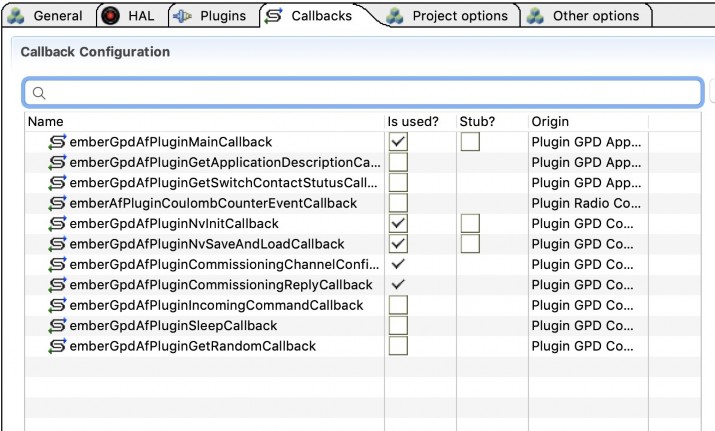 General HAL Plugins Callbacks Project options Other options
Callback Configuration
Name Is used? Stub? Origin
emberGpdAfPluginMainCallback Plugin GPD App...
emberGpdAfPluginGetApplicationDescriptionCa... Plugin GPD App...
emberGpdAfPluginGetSwitchContactStutusCall... Plugin GPD App...
emberAfPluginCoulombCounterEventCallback Plugin Radio Co...
emberGpdAfPluginNvInitCallback Plugin GPD Co...
emberGpdAfPluginNvSaveAndLoadCallback Plugin GPD Co...
emberGpdAfPluginCommissioningChannelConfi... Plugin GPD Co...
emberGpdAfPluginCommissioningReplyCallback Plugin GPD Co...
emberGpdAfPluginIncomingCommandCallback Plugin GPD Co...
emberGpdAfPluginSleepCallback Plugin GPD Co...
emberGpdAfPluginGetRandomCallback Plugin GPD Co...